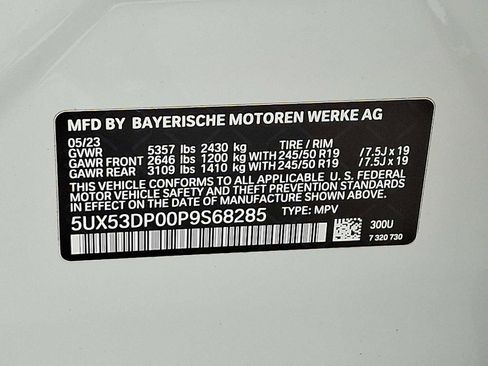 MFD BY BAYERISCHE MOTOREN WERKE AG
05/23 TIRE / RIM
GVWR 5357 lbs 2430 kg
GAWR FRONT 2646 lbs 1200 kg WITH 245/50 R19 /7.5J x 19
GAWR REAR 3109 lbs 1410 kg WITH 245/50 R19 /7.5J x 19
THIS VEHICLE CONFORMS TO ALL APPLICABLE U.S. FEDERAL
MOTOR VEHICLE SAFETY AND THEFT PREVENTION STANDARDS
IN EFFECT ON THE DATE OF MANUFACTURE SHOWN ABOVE.
5UX53DP00P9S68285 TYPE: MPV
300U
7 320 730